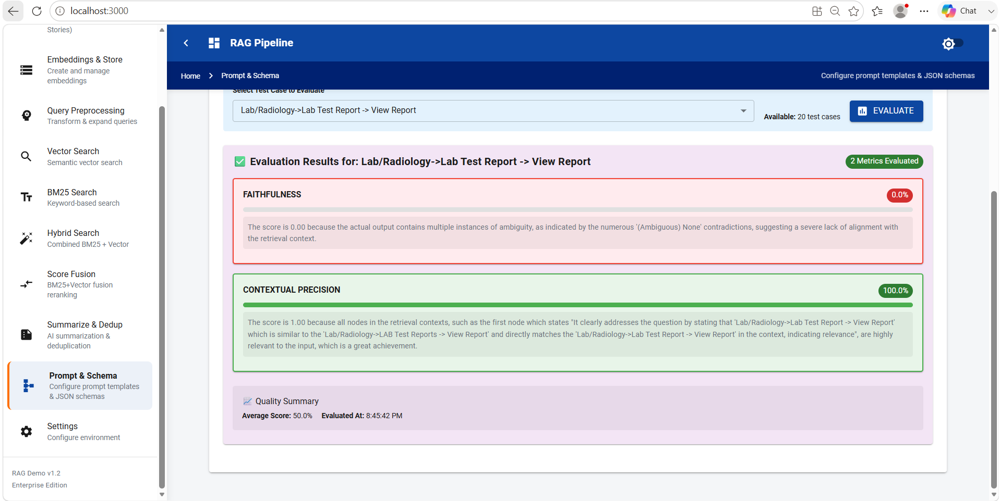 localhost:3000
Chat
Stories)
Embeddings & Store
Create and manage
embeddings
Query Preprocessing
Transform & expand queries
Vector Search
Semantic vector search
BM25 Search
Keyword-based search
Hybrid Search
Combined BM25 + Vector
Score Fusion
BM25+Vector fusion
reranking
Summarize & Dedup
AI summarization &
deduplication
Prompt & Schema
Configure prompt templates
& JSON schemas
Settings
Configure environment
RAG Demo v1.2
Enterprise Edition
RAG Pipeline
Home
Prompt & Schema
Configure prompt templates & JSON schemas
Select Test Case to Evaluate
Lab/Radiology->Lab Test Report -> View Report
Available: 20 test cases
EVALUATE
Evaluation Results for: Lab/Radiology->Lab Test Report -> View Report
2 Metrics Evaluated
FAITHFULNESS
0.0%
The score is 0.00 because the actual output contains multiple instances of ambiguity, as indicated by the numerous '(Ambiguous) None' contradictions, suggesting a severe lack of alignment with
the retrieval context.
CONTEXTUAL PRECISION
100.0%
The score is 1.00 because all nodes in the retrieval contexts, such as the first node which states "It clearly addresses the question by stating that 'Lab/Radiology->Lab Test Report -> View Report'
which is similar to the 'Lab/Radiology->LAB Test Reports -> View Report' and directly matches the 'Lab/Radiology->Lab Test Report -> View Report' in the context, indicating relevance", are highly
relevant to the input, which is a great achievement.
Quality Summary
Average Score: 50.0%
Evaluated At: 8:45:42 PM